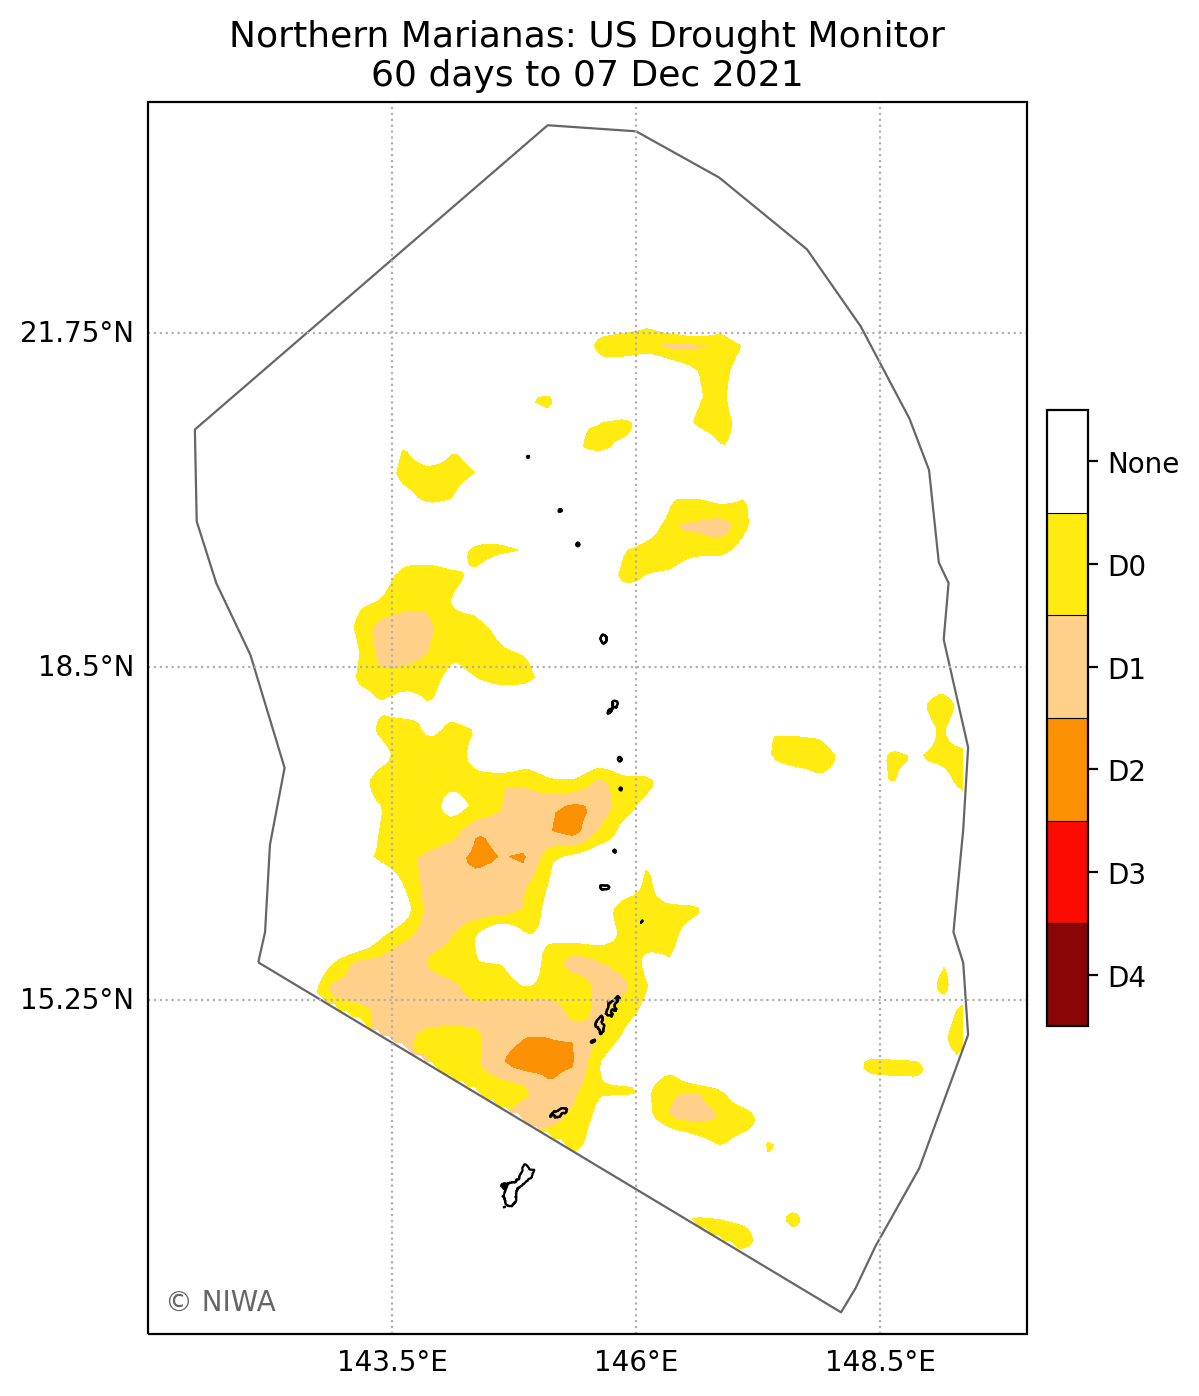 Northern Marianas: US Drought Monitor
60 days to 07 Dec 2021
21.75°N
18.5°N
15.25°N
143.5°E
146°E
148.5°E
None
D0
D1
D2
D3
D4
© NIWA